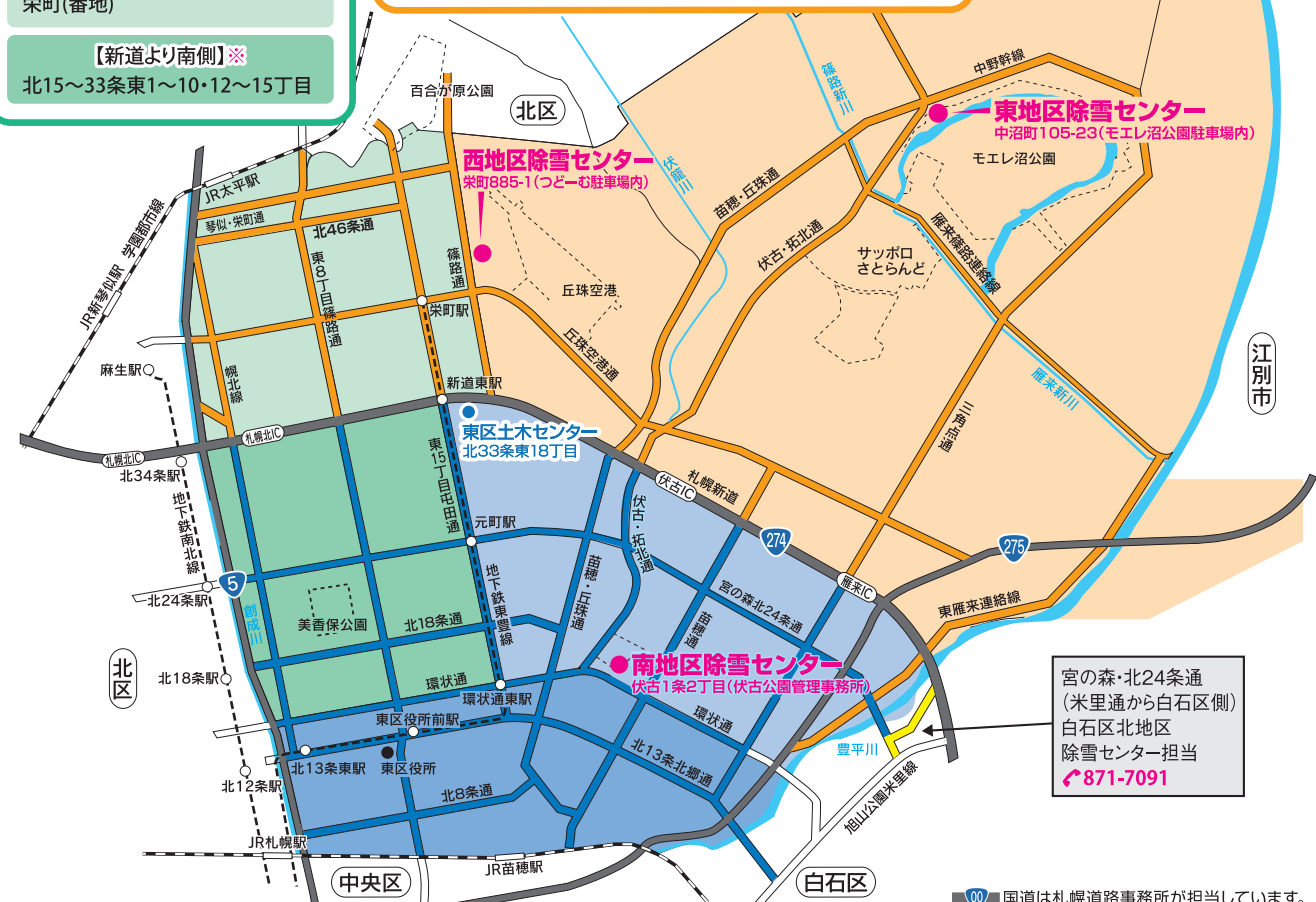 栄町(番地)
【新道より南側】※
北15〜33条東1〜10・12〜15丁目
百合が原公園
北区
篠路新川
中野幹線
東地区除雪センター
中沼町105-23(モエレ沼公園駐車場内)
モエレ沼公園
西地区除雪センター
栄町885-1(つどーむ駐車場内)
伏籠川
JR太平駅
琴似・栄町通
北46条通
学園都市線
JR新琴似駅
東8丁目篠路通
篠路通
苗穂・丘珠通
伏古・拓北通
サッポロ
さとらんど
雁来篠路連絡線
丘珠空港
栄町駅
丘珠空港通
江別市
麻生駅
幌北線
新道東駅
雁来新川
三角点通
東区土木センター
北33条東18丁目
札幌北IC
札幌北IC
北34条駅
東15丁目屯田通
伏古IC
札幌新道
伏古・拓北通
地下鉄南北線
元町駅
274
275
苗穂・丘珠通
雁来IC
5
北24条駅
創成川
美香保公園
北18条通
地下鉄東豊線
宮の森北24条通
苗穂通
東雁来連絡線
南地区除雪センター
伏古1条2丁目(伏古公園管理事務所)
北区
北18条駅
環状通
環状通東駅
環状通
東区役所前駅
豊平川
宮の森・北24条通
(米里通から白石区側)
白石区北地区
除雪センター担当
871-7091
北13条東駅
東区役所
北13条北郷通
北12条駅
北8条通
旭山公園米里線
JR札幌駅
JR苗穂駅
中央区
白石区
00
国道は札幌道路事務所が担当しています。